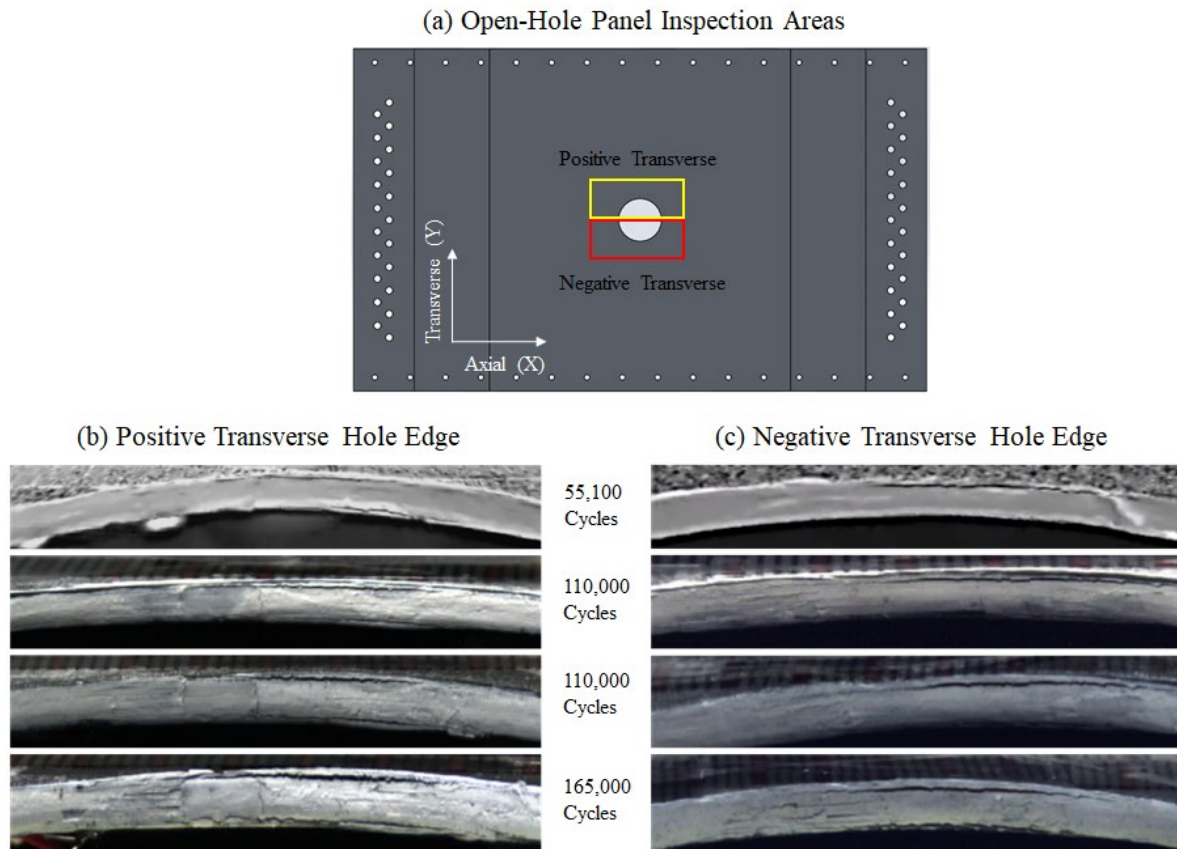 (a) Open-Hole Panel Inspection Areas
Positive Transverse
Negative Transverse
Transverse (Y)
Axial (X)
(b) Positive Transverse Hole Edge
(c) Negative Transverse Hole Edge
55,100
Cycles
110,000
Cycles
110,000
Cycles
165,000
Cycles